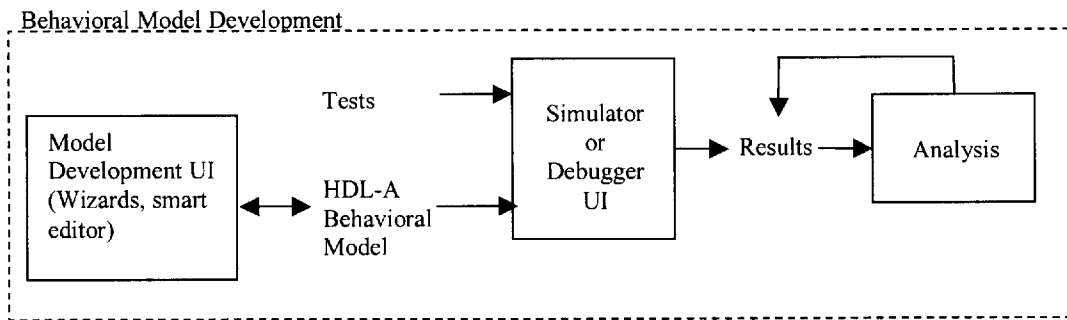 Behavioral Model Development
Model
Development UI
(Wizards, smart
editor)
Tests
HDL-A
Behavioral
Model
Simulator
or
Debugger
UI
Results
Analysis